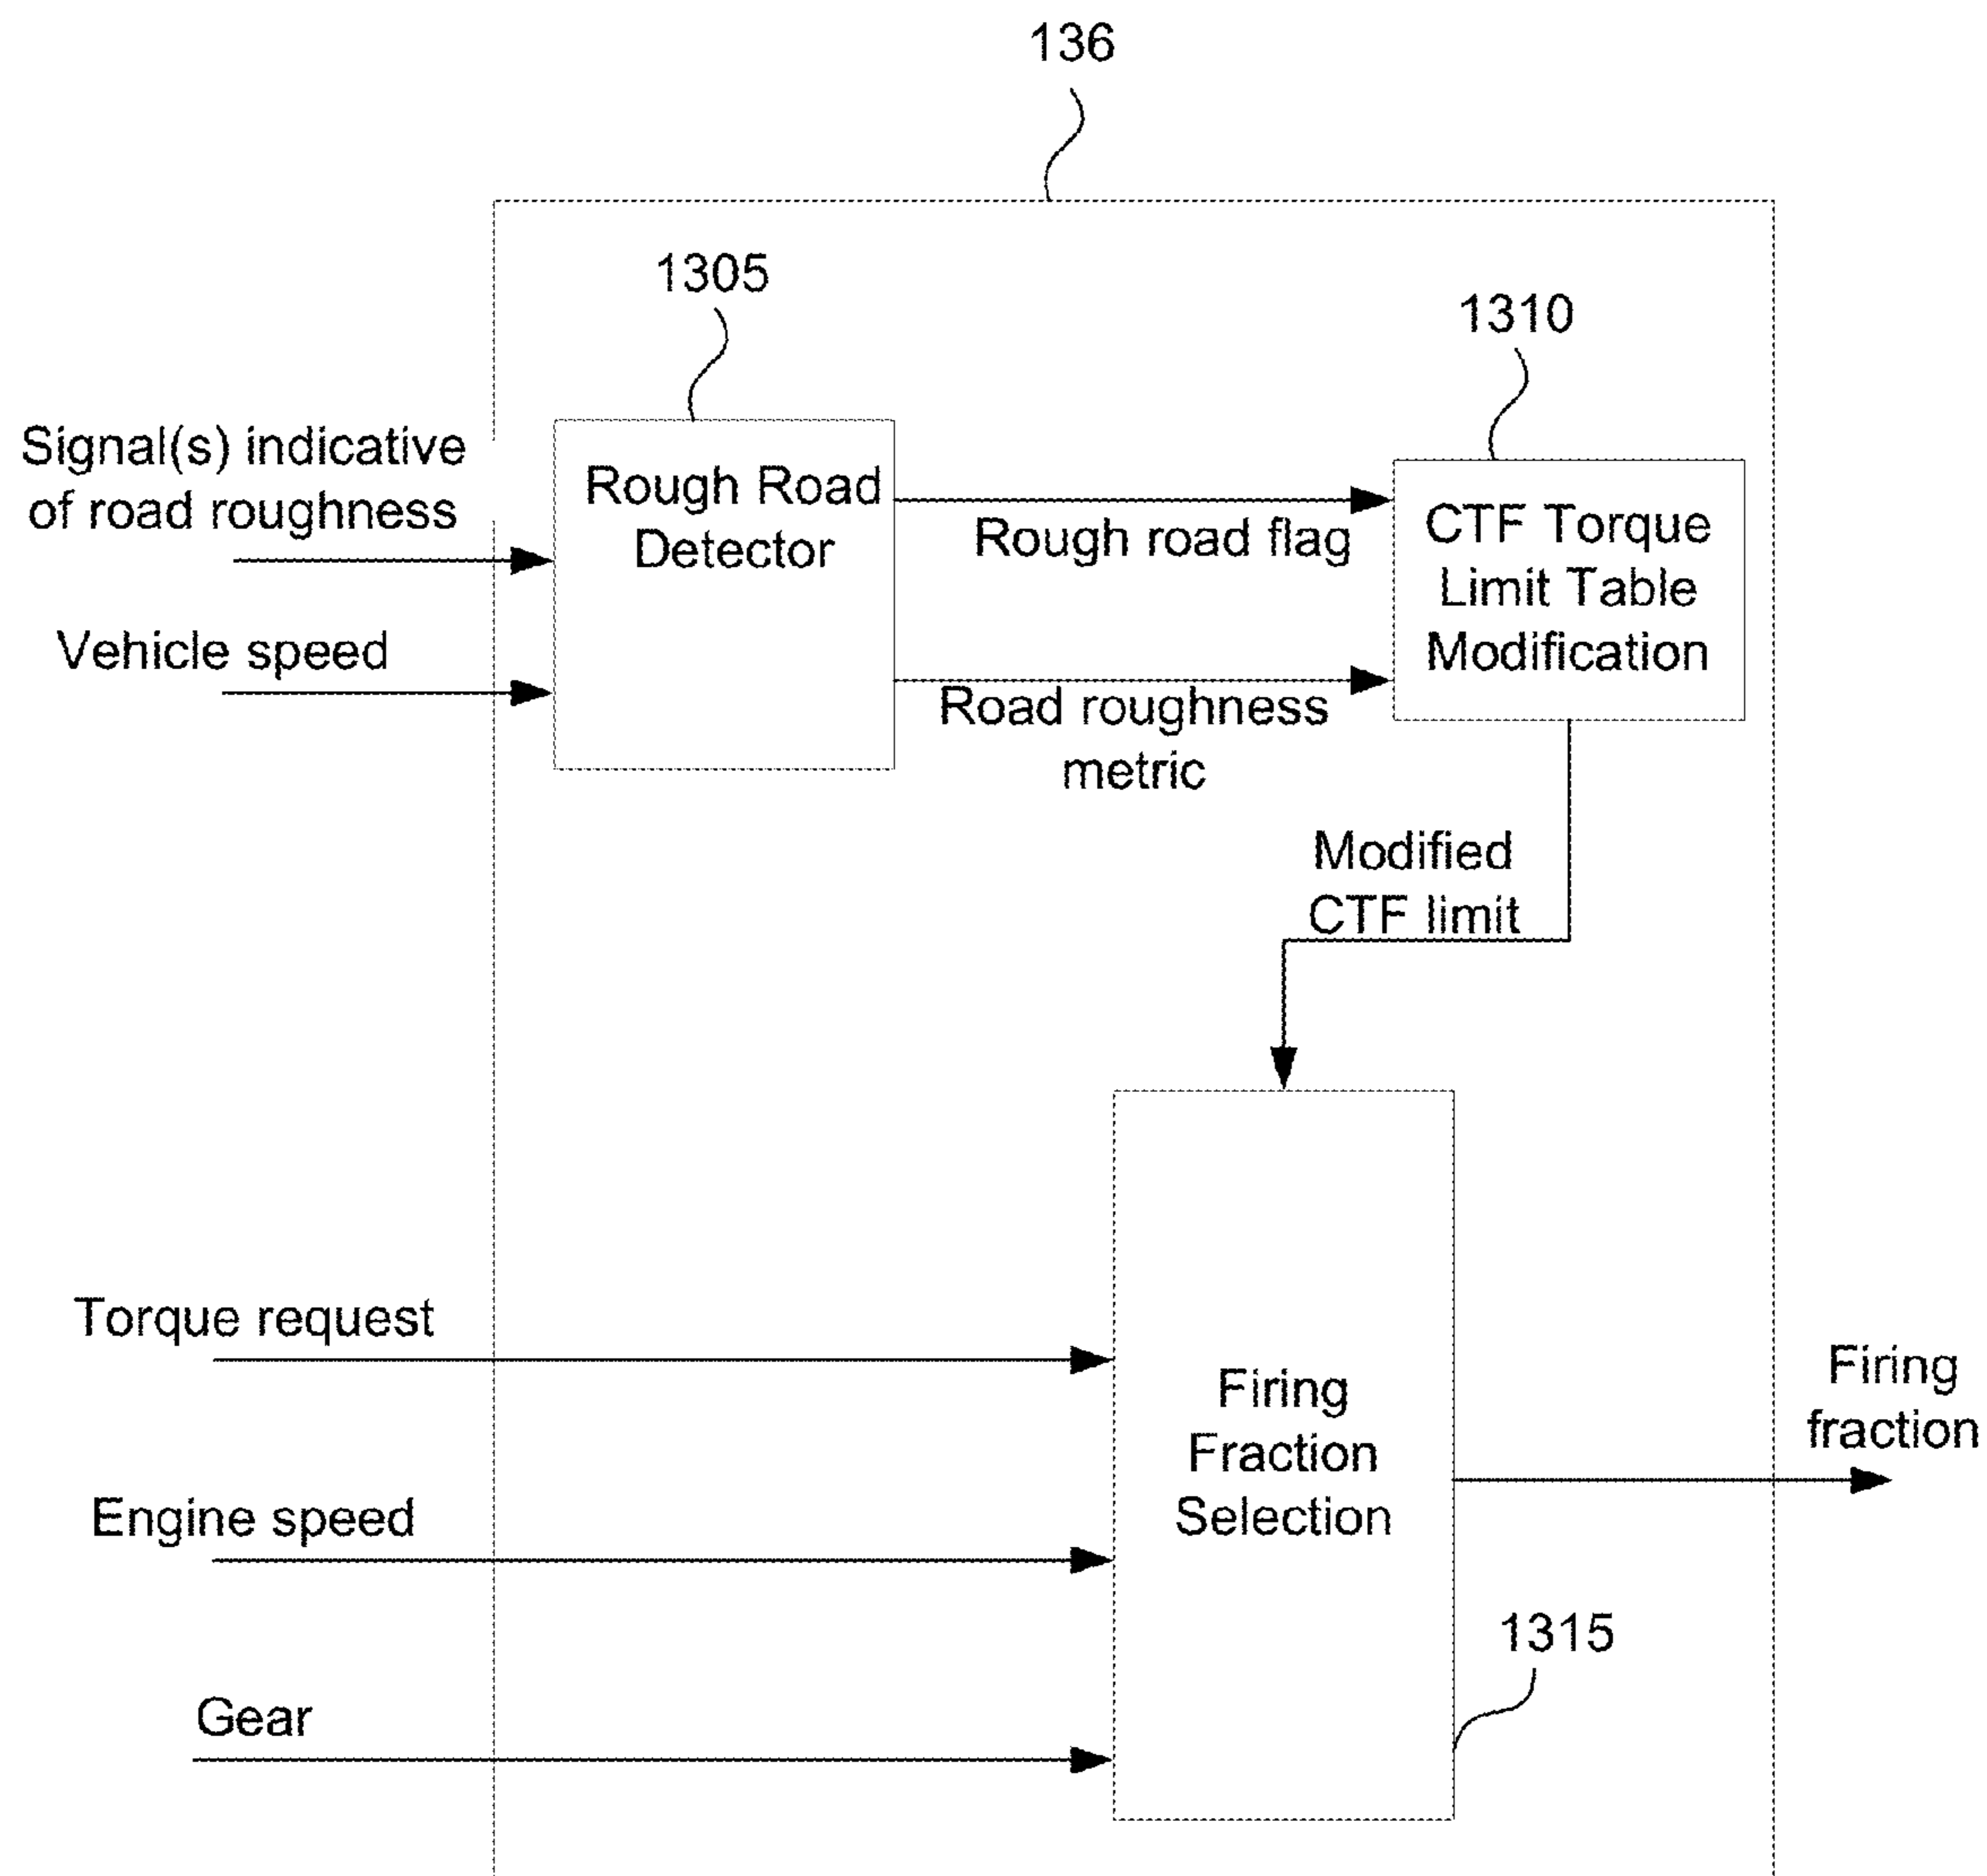 136
1305
1310
Signal(s) indicative
of road roughness
Rough Road
Detector
Rough road flag
CTF Torque
Limit Table
Modification
Vehicle speed
Road roughness
metric
Modified
CTF limit
Torque request
Firing
Fraction
Selection
Firing
fraction
Engine speed
1315
Gear